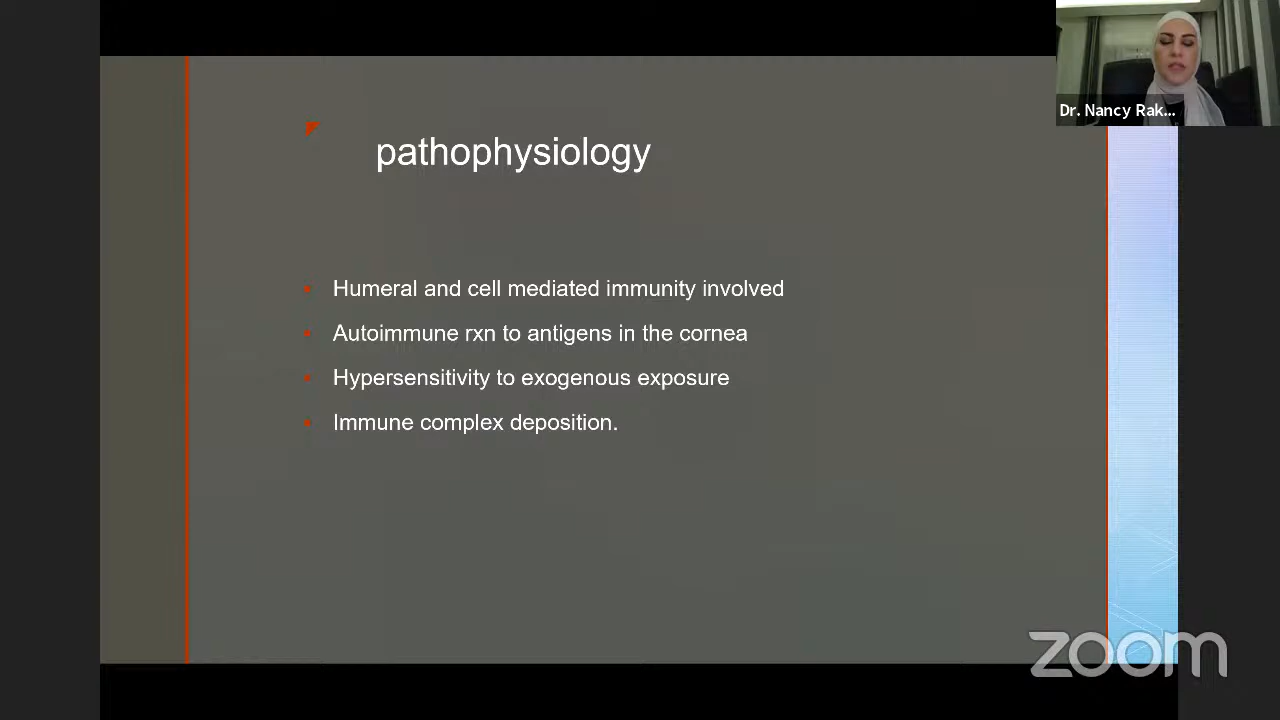 Dr. Nancy Rak...
pathophysiology
Humeral and cell mediated immunity involved
Autoimmune rxn to antigens in the cornea
Hypersensitivity to exogenous exposure
Immune complex deposition.
zoom